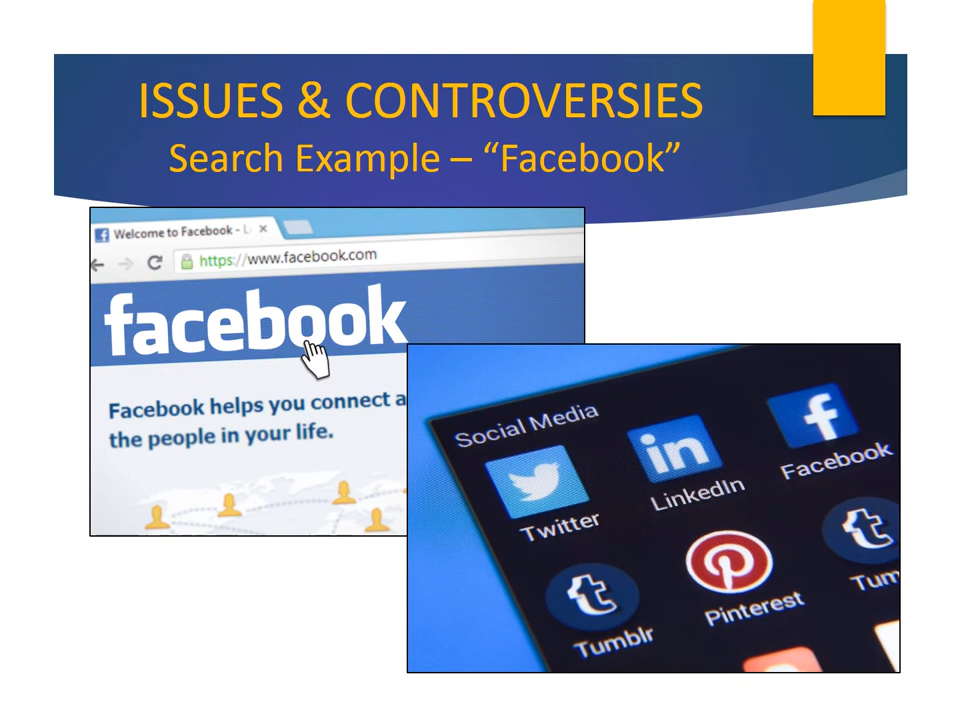 ISSUES & CONTROVERSIES
Search Example – “Facebook”
Welcome to Facebook -
https://www.facebook.com
facebook
Facebook helps you connect
the people in your life.
Social Media
Twitter
LinkedIn
Facebook
Tumblr
Pinterest